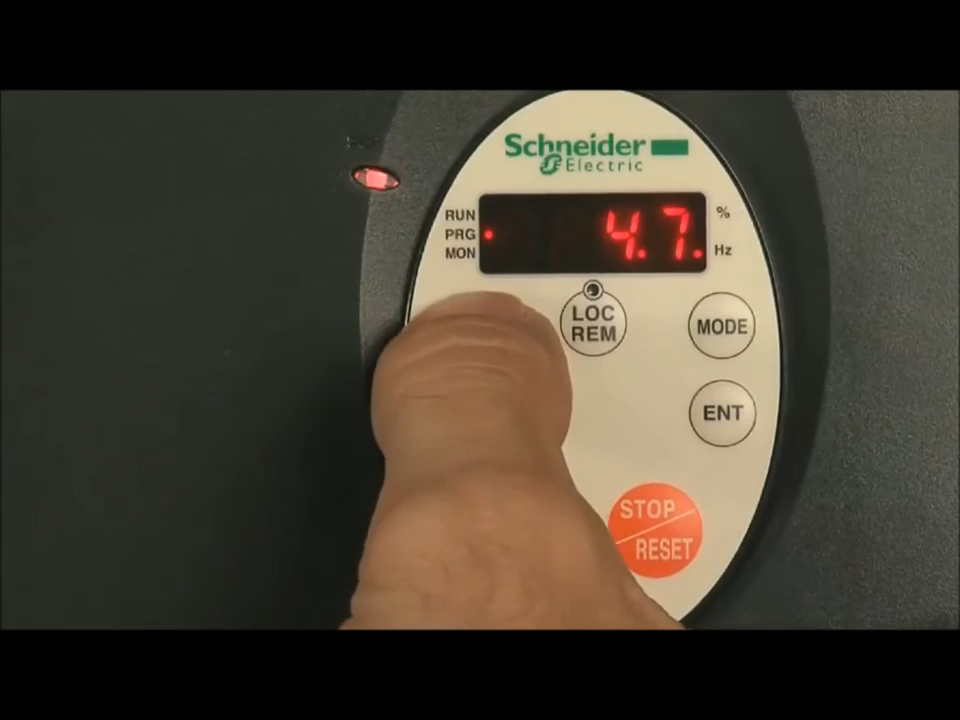 Schneider
Electric
RUN
PRG
MON
4.7.
%
Hz
LOC
REM
MODE
ENT
STOP
RESET